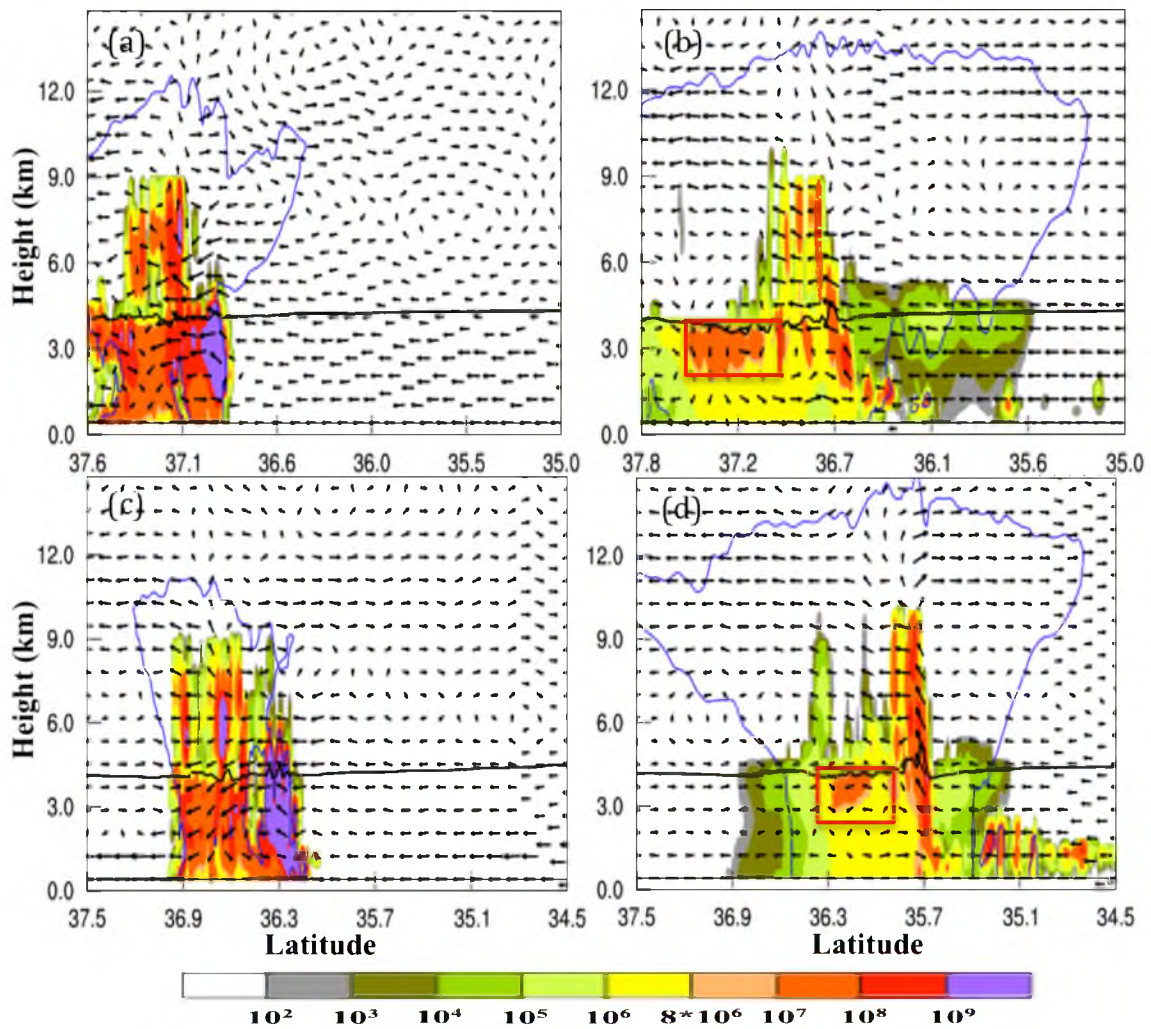 (a)
(b)
Height (km)
12.0
9.0
6.0
3.0
0.0
37.6 37.1 36.6 36.0 35.5 35.0
12.0
9.0
6.0
3.0
0.0
37.8 37.2 36.7 36.1 35.6 35.0
(c)
(d)
Height (km)
12.0
9.0
6.0
3.0
0.0
37.5 36.9 36.3 35.7 35.1 34.5
Latitude
12.0
9.0
6.0
3.0
0.0
37.5 36.9 36.3 35.7 35.1 34.5
Latitude
10² 10³ 10⁴ 10⁵ 10⁶ 8*10⁶ 10⁷ 10⁸ 10⁹